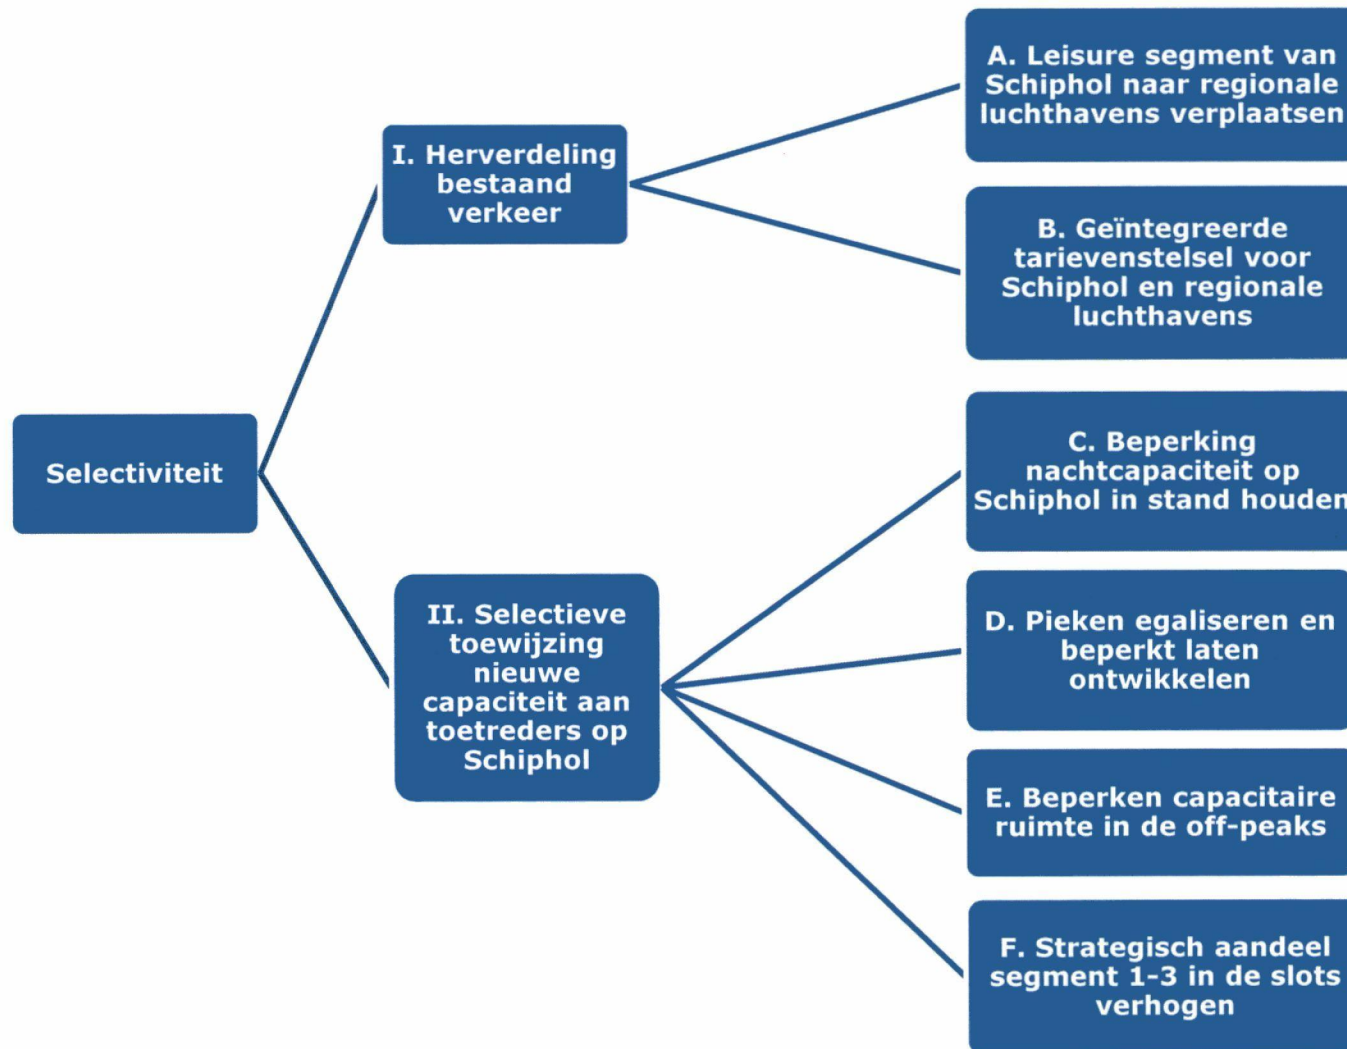 Selectiviteit
I. Herverdeling
bestaand
verkeer
A. Leisure segment van
Schiphol naar regionale
luchthavens verplaatsen
B. Geïntegreerde
tarievenstelsel voor
Schiphol en regionale
luchthavens
II. Selectieve
toewijzing
nieuwe
capaciteit aan
toetreders op
Schiphol
C. Beperking
nachtcapaciteit op
Schiphol in stand houden
D. Pieken egaliseren en
beperkt laten
ontwikkelen
E. Beperken capacitaire
ruimte in de off-peaks
F. Strategisch aandeel
segment 1-3 in de slots
verhogen